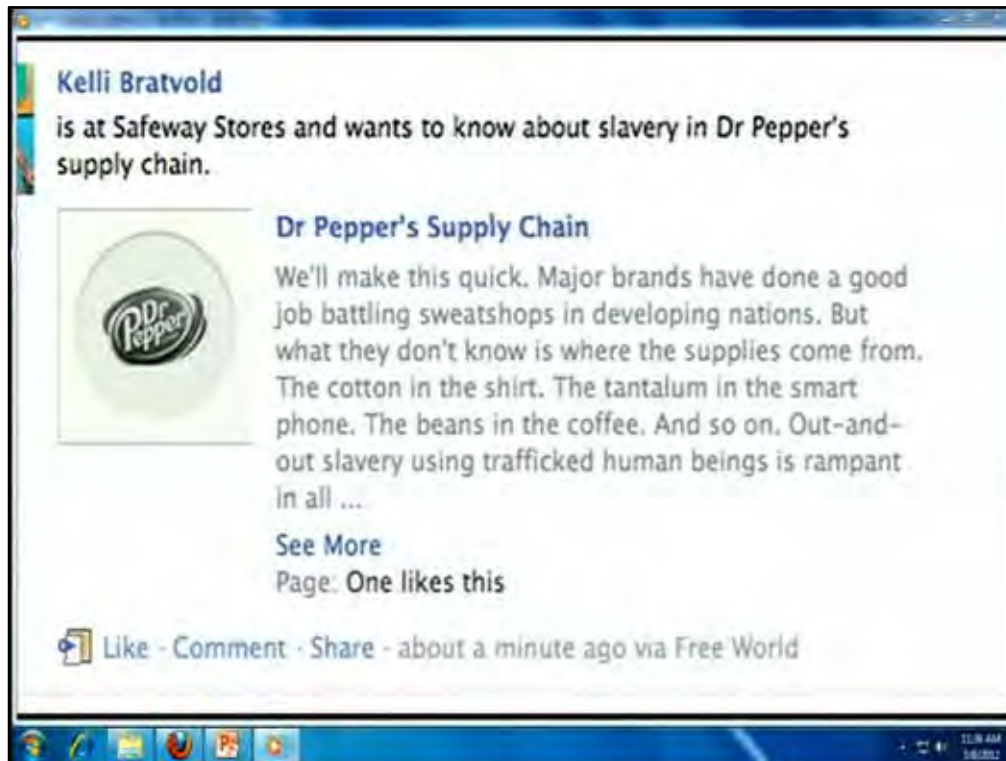 Kelli Bratvold
is at Safeway Stores and wants to know about slavery in Dr Pepper's
supply chain.
Dr Pepper's Supply Chain
Dr
Pepper
We'll make this quick. Major brands have done a good
job battling sweatshops in developing nations. But
what they don't know is where the supplies come from.
The cotton in the shirt. The tantalum in the smart
phone. The beans in the coffee. And so on. Out-and-
out slavery using trafficked human beings is rampant
in all ...
See More
Page: One likes this
Like · Comment · Share · about a minute ago via Free World